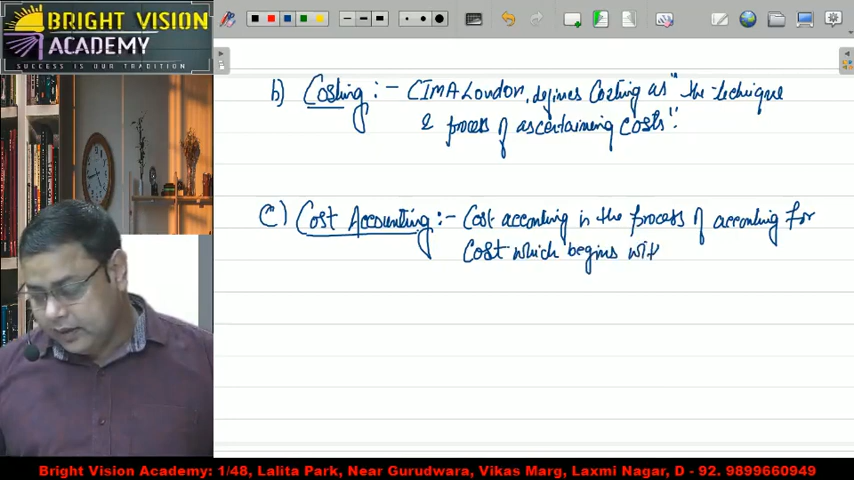 BRIGHT VISION
ACADEMY
SUCCESS IS OUR TRADITION
b) Costing :- CIMA London, defines Costing as "the technique
& process of ascertaining costs".
C) Cost Accounting :- Cost acconting is the process of acconting for
Cost which begins wit
Bright Vision Academy: 1/48, Lalita Park, Near Gurudwara, Vikas Marg, Laxmi Nagar, D - 92. 9899660949